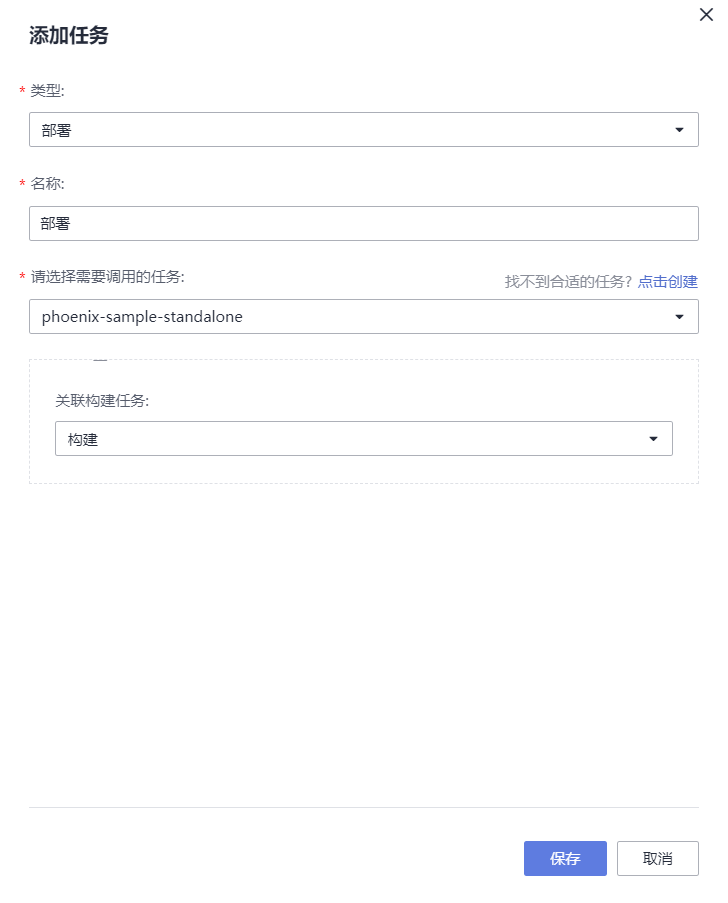 添加任务
* 类型:
部署
* 名称:
部署
* 请选择需要调用的任务:
找不到合适的任务? 点击创建
phoenix-sample-standalone
关联构建任务:
构建
保存
取消